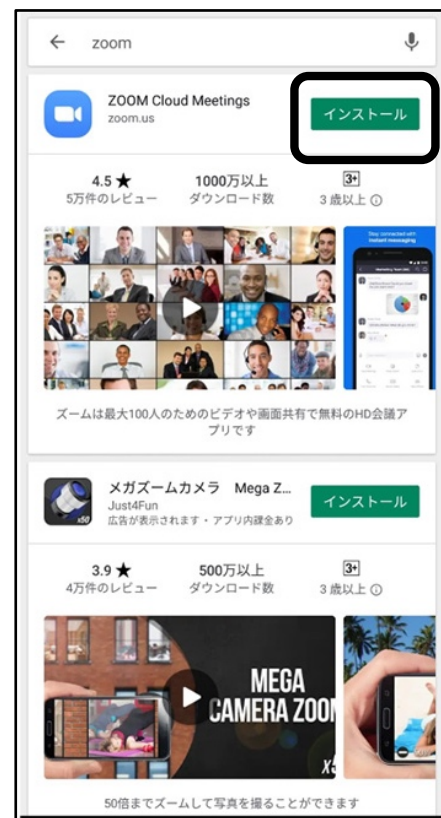 zoom
ZOOM Cloud Meetings
zoom.us
インストール
4.5 ★
1000万以上
3+
5万件のレビュー
ダウンロード数
3 歳以上
Stay connected with
instant messaging
ズームは最大100人のためのビデオや画面共有で無料のHD会議ア
プリです
メガズームカメラ Mega Z...
Just4Fun
広告が表示されます・アプリ内課金あり
インストール
x50
3.9 ★
500万以上
3+
4万件のレビュー
ダウンロード数
3 歳以上
MEGA
CAMERA ZOO
X5
50倍までズームして写真を撮ることができます